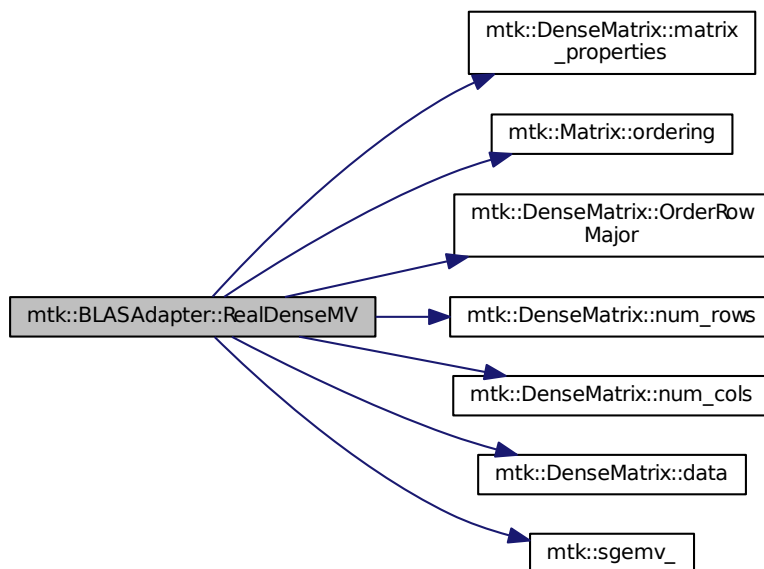 mtk::DenseMatrix::matrix
_properties
mtk::Matrix::ordering
mtk::DenseMatrix::OrderRow
Major
mtk::BLASAdapter::RealDenseMV
mtk::DenseMatrix::num_rows
mtk::DenseMatrix::num_cols
mtk::DenseMatrix::data
mtk::sgemv_